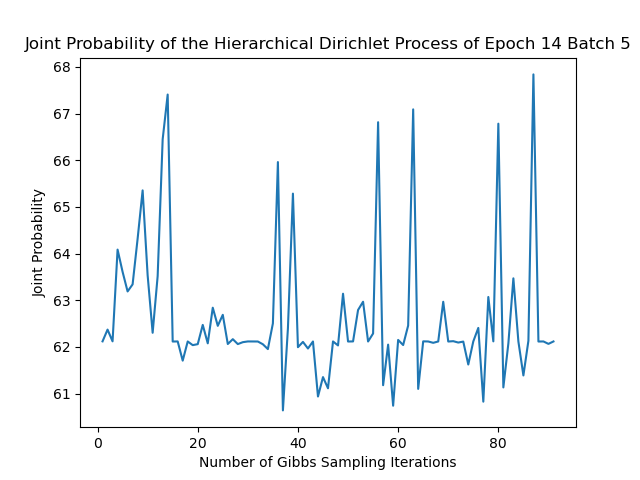 Joint Probability of the Hierarchical Dirichlet Process of Epoch 14 Batch 5
68
67
66
65
64
63
62
61
Joint Probability
0 20 40 60 80
Number of Gibbs Sampling Iterations